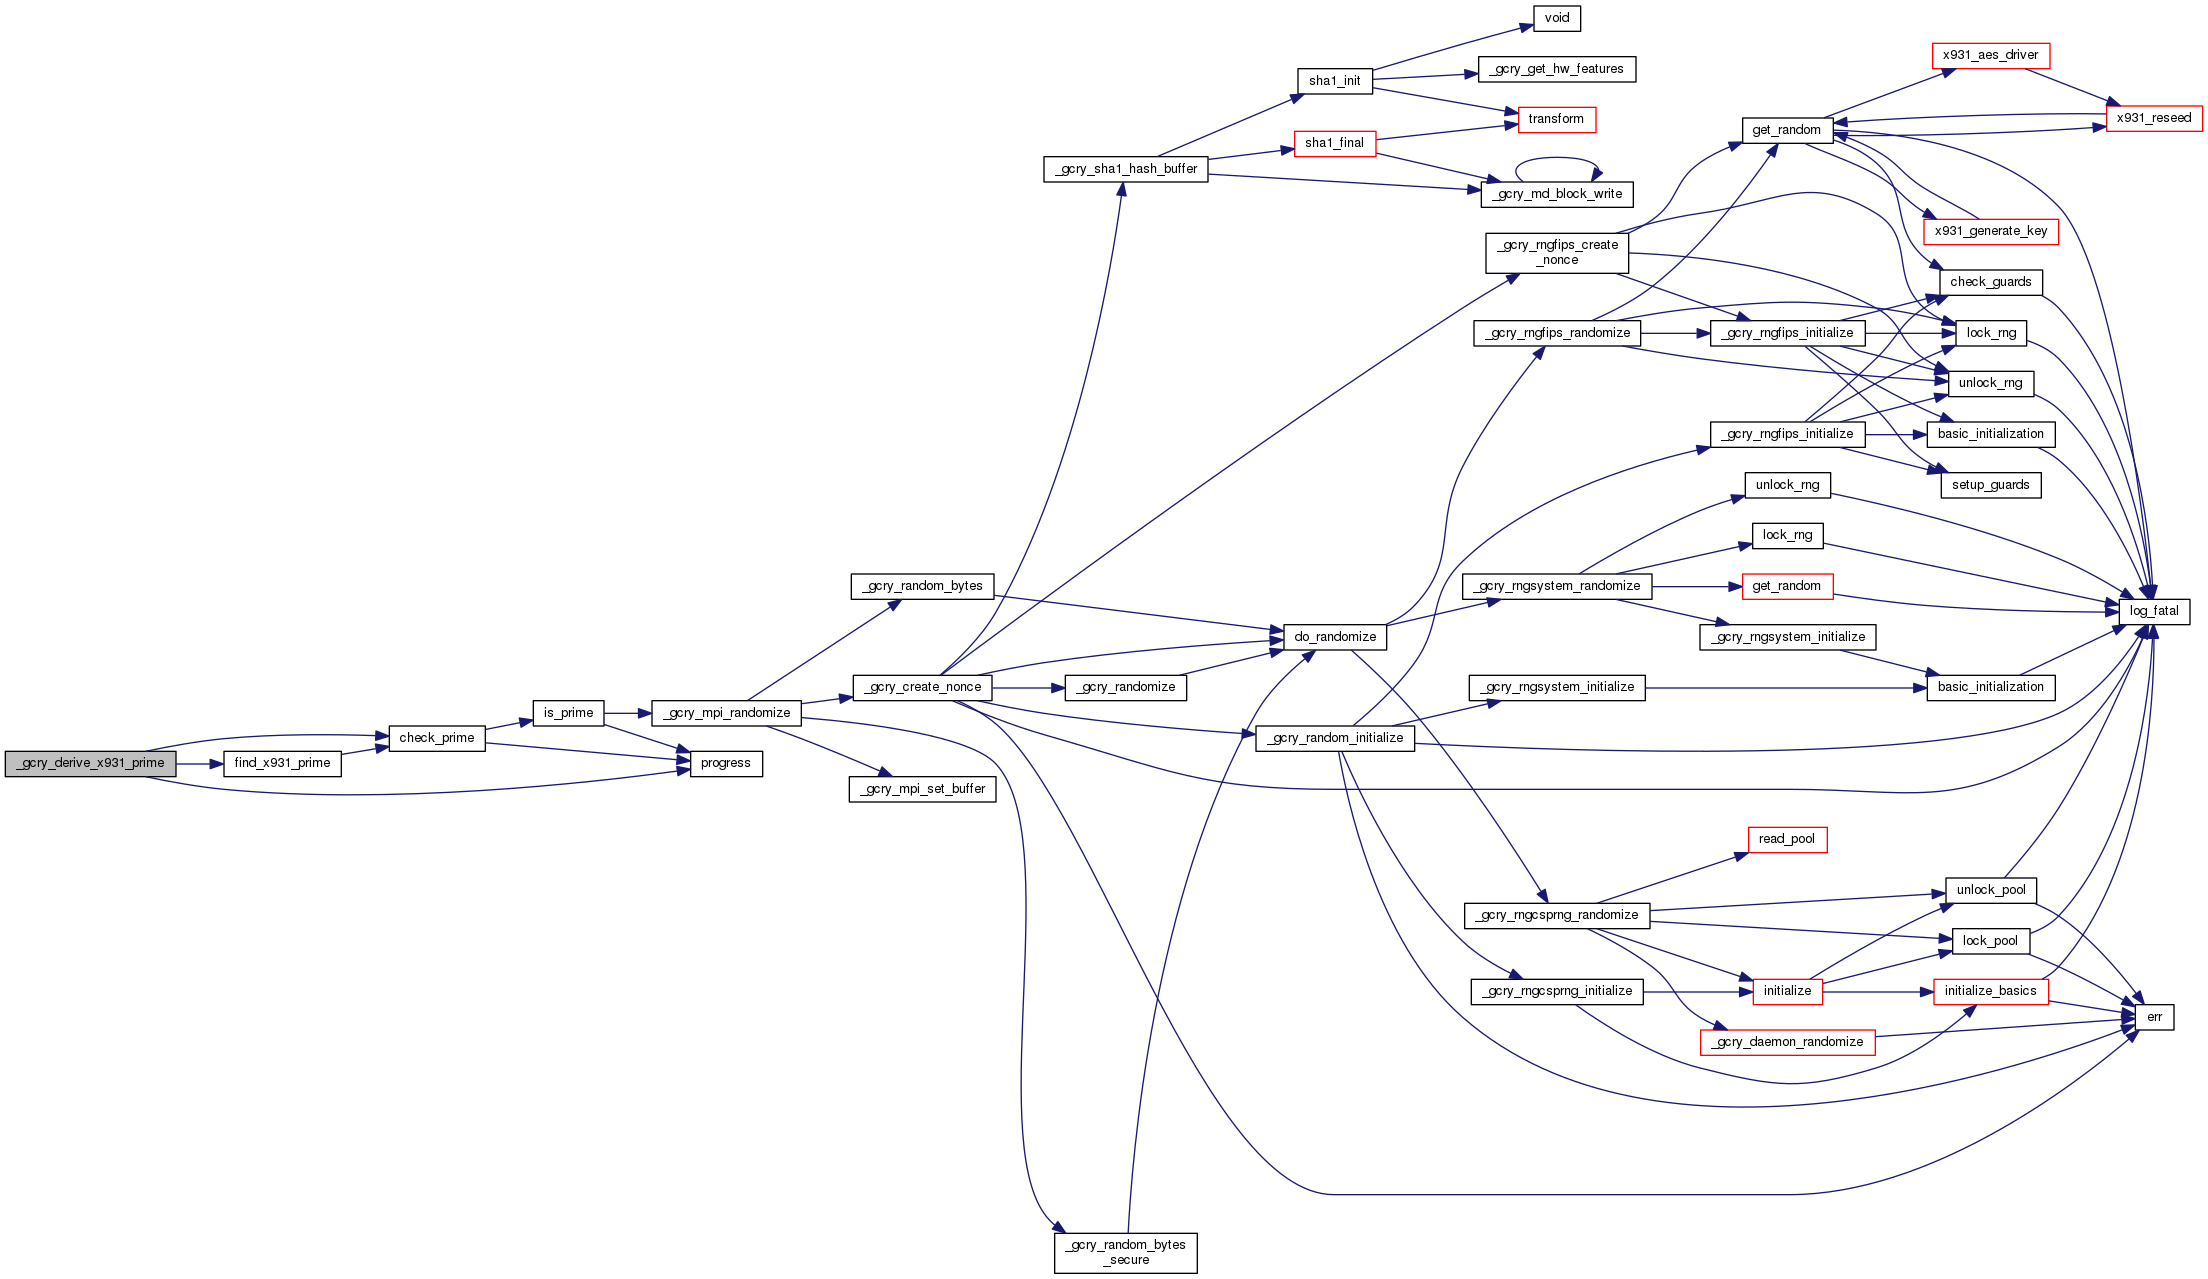 void
_gcry_get_hw_features
sha1_init
transform
sha1_final
_gcry_sha1_hash_buffer
_gcry_md_block_write
x931_aes_driver
x931_reseed
get_random
x931_generate_key
_gcry_rngfips_create
_nonce
check_guards
_gcry_rngfips_randomize
_gcry_rngfips_initialize
lock_rng
unlock_rng
_gcry_rngfips_initialize
basic_initialization
setup_guards
unlock_rng
lock_rng
_gcry_random_bytes
_gcry_rngsystem_randomize
get_random
log_fatal
do_randomize
_gcry_rngsystem_initialize
_gcry_create_nonce
_gcry_randomize
_gcry_rngsystem_initialize
basic_initialization
is_prime
_gcry_mpi_randomize
check_prime
_gcry_random_initialize
_gcry_derive_x931_prime
find_x931_prime
progress
_gcry_mpi_set_buffer
read_pool
unlock_pool
_gcry_rngcsprng_randomize
lock_pool
_gcry_rngcsprng_initialize
initialize
initialize_basics
err
_gcry_daemon_randomize
_gcry_random_bytes
_secure